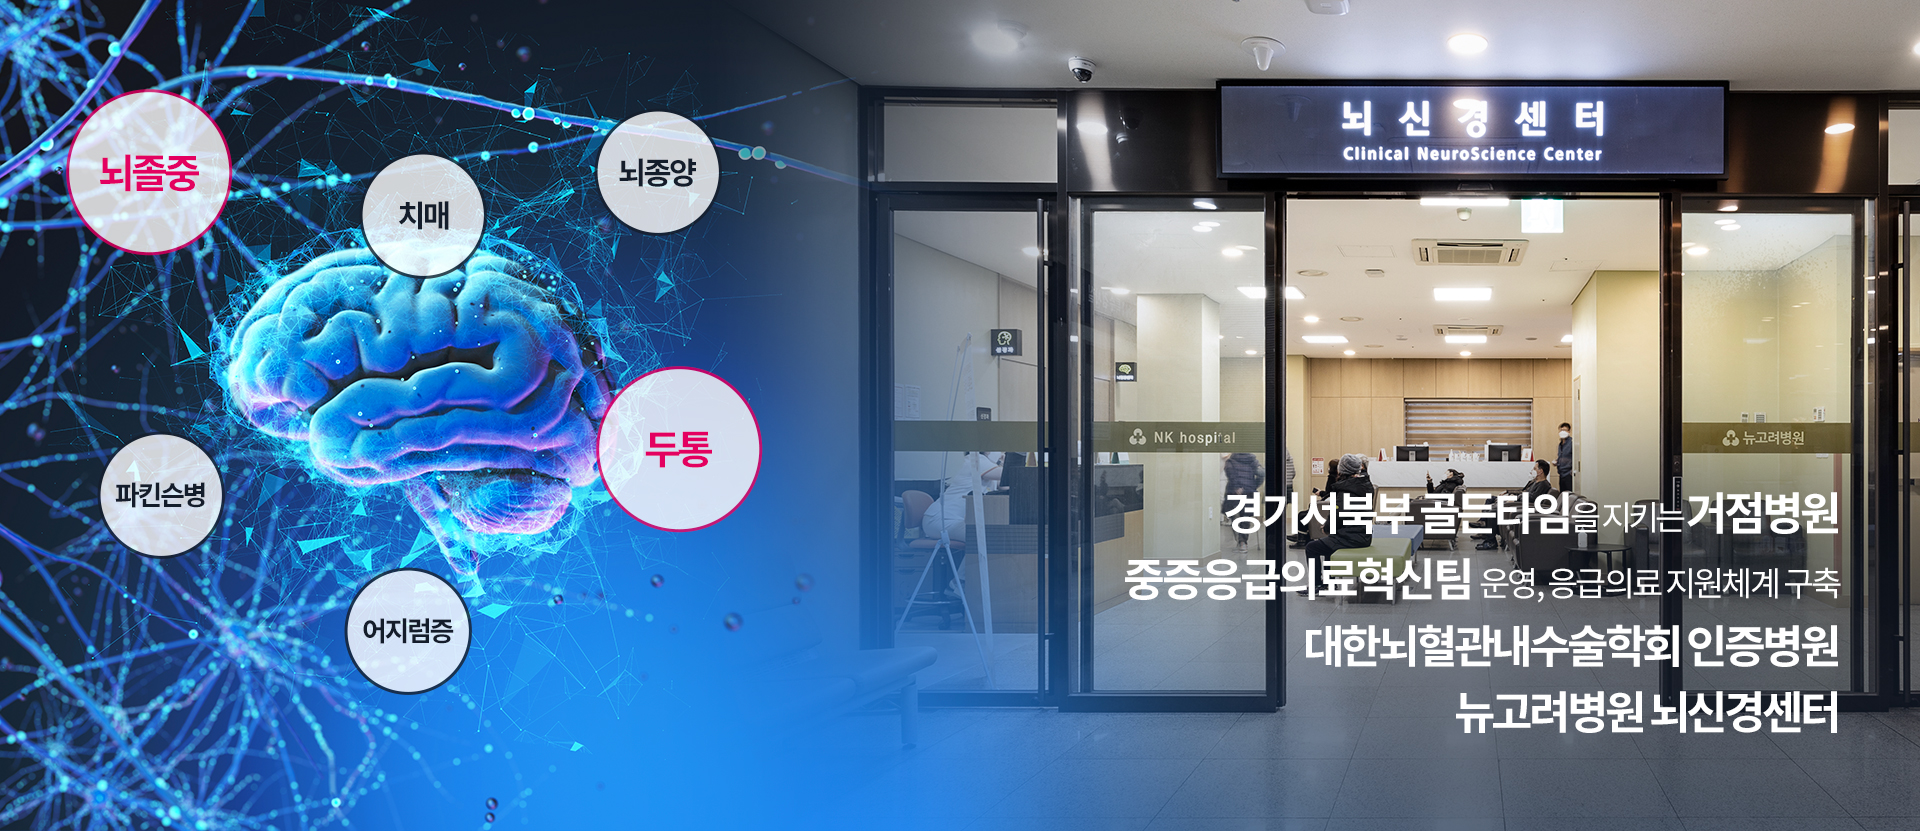 뇌졸중
치매
뇌종양
두통
파킨슨병
어지럼증
뇌신경센터
Clinical NeuroScience Center
NK hospital
뉴고려병원
경기서북부 골든타임을 지키는 거점병원
중증응급의료혁신팀 운영, 응급의료 지원체계 구축
대한뇌혈관내수술학회 인증병원
뉴고려병원 뇌신경센터